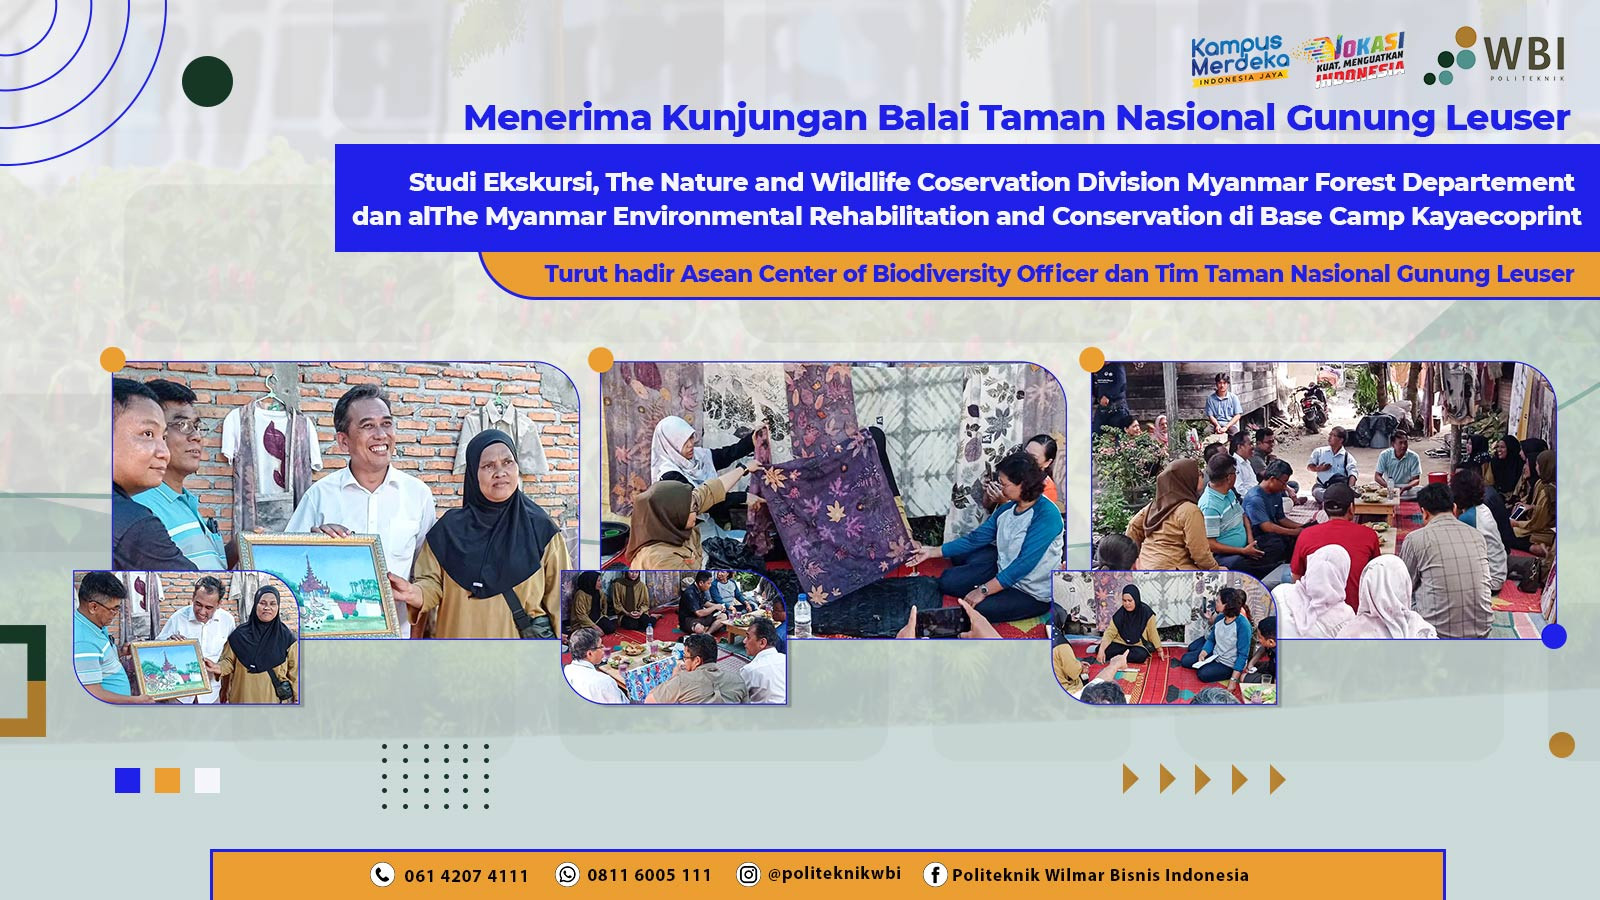 Kampus
Merdeka
INDONESIA JAYA
VOKASI
KUAT, MENGUATKAN
INDONESIA
WBI
POLITEKNIK
Menerima Kunjungan Balai Taman Nasional Gunung Leuser
Studi Ekskursi, The Nature and Wildlife Coservation Division Myanmar Forest Departement
dan alThe Myanmar Environmental Rehabilitation and Conservation di Base Camp Kayaecoprint
Turut hadir Asean Center of Biodiversity Officer dan Tim Taman Nasional Gunung Leuser
061 4207 4111
0811 6005 111
@politeknikwbi
Politeknik Wilmar Bisnis Indonesia